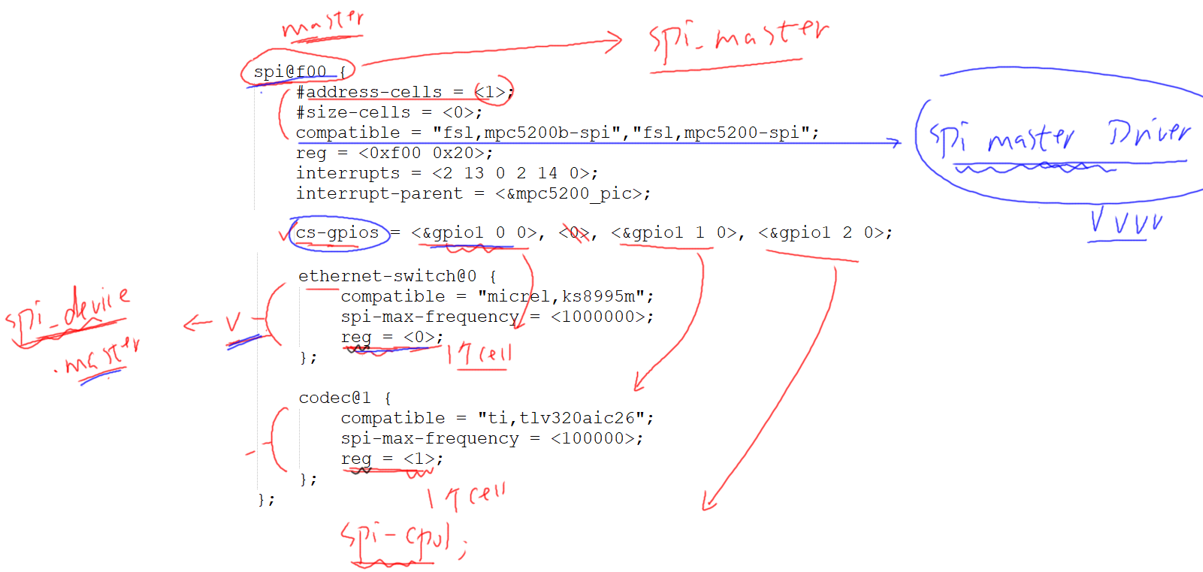 master
spi_master
spi@f00 {
#address-cells = <1>;
#size-cells = <0>;
compatible = "fsl,mpc5200b-spi","fsl,mpc5200-spi";
spi master Driver
reg = <0xf00 0x20>;
interrupts = <2 13 0 2 14 0>;
interrupt-parent = <&mpc5200_pic>;
cs-gpios = <&gpio1 0 0>, <0>, <&gpio1 1 0>, <&gpio1 2 0>;
ethernet-switch@0 {
compatible = "micrel,ks8995m";
spi-max-frequency = <1000000>;
reg = <0>;
};
spi_device
.master
1个cell
codec@1 {
compatible = "ti,tlv320aic26";
spi-max-frequency = <100000>;
reg = <1>;
};
1个cell
};
spi-cpol;